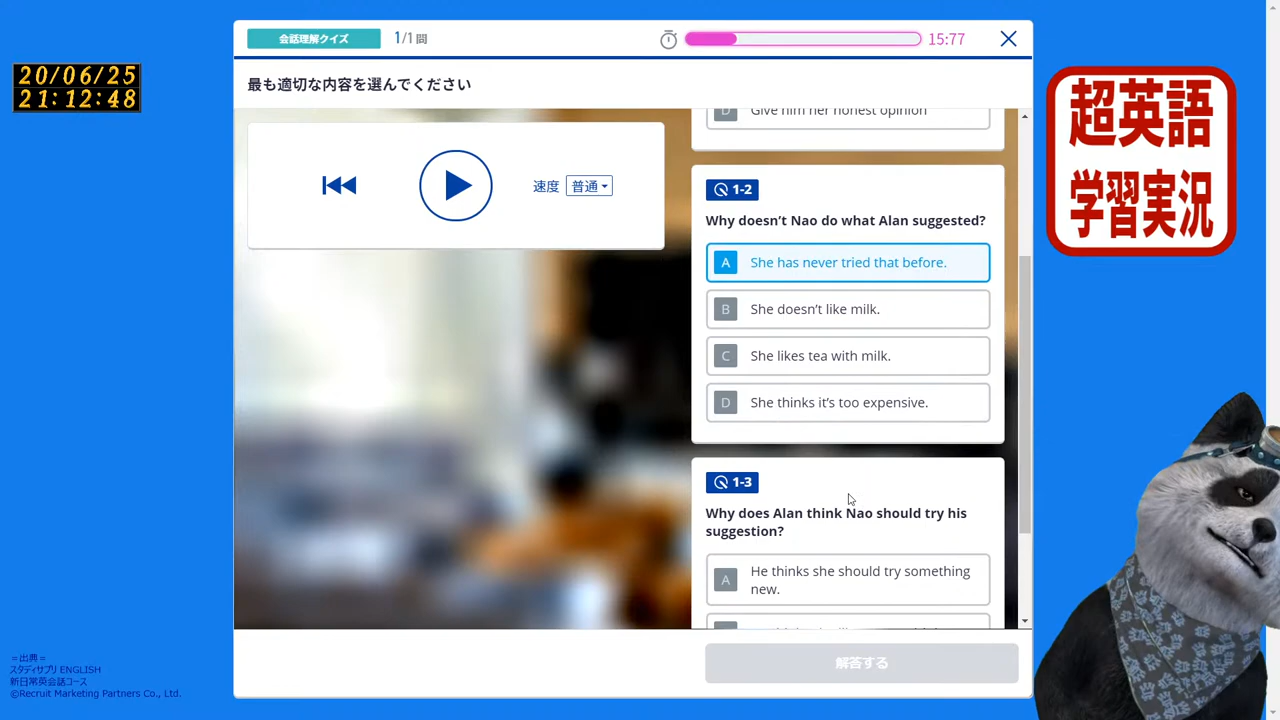 会話理解クイズ
1/1問
15:77
20/06/25
21:12:48
最も適切な内容を選んでください
超英語
学習実況
速度
普通
D Give him her honest opinion
1-2
Why doesn't Nao do what Alan suggested?
A She has never tried that before.
B She doesn't like milk.
C She likes tea with milk.
D She thinks it's too expensive.
1-3
Why does Alan think Nao should try his
suggestion?
A He thinks she should try something
new.
解答する
=出典=
スタディサプリ ENGLISH
新日常英会話コース
©Recruit Marketing Partners Co., Ltd.